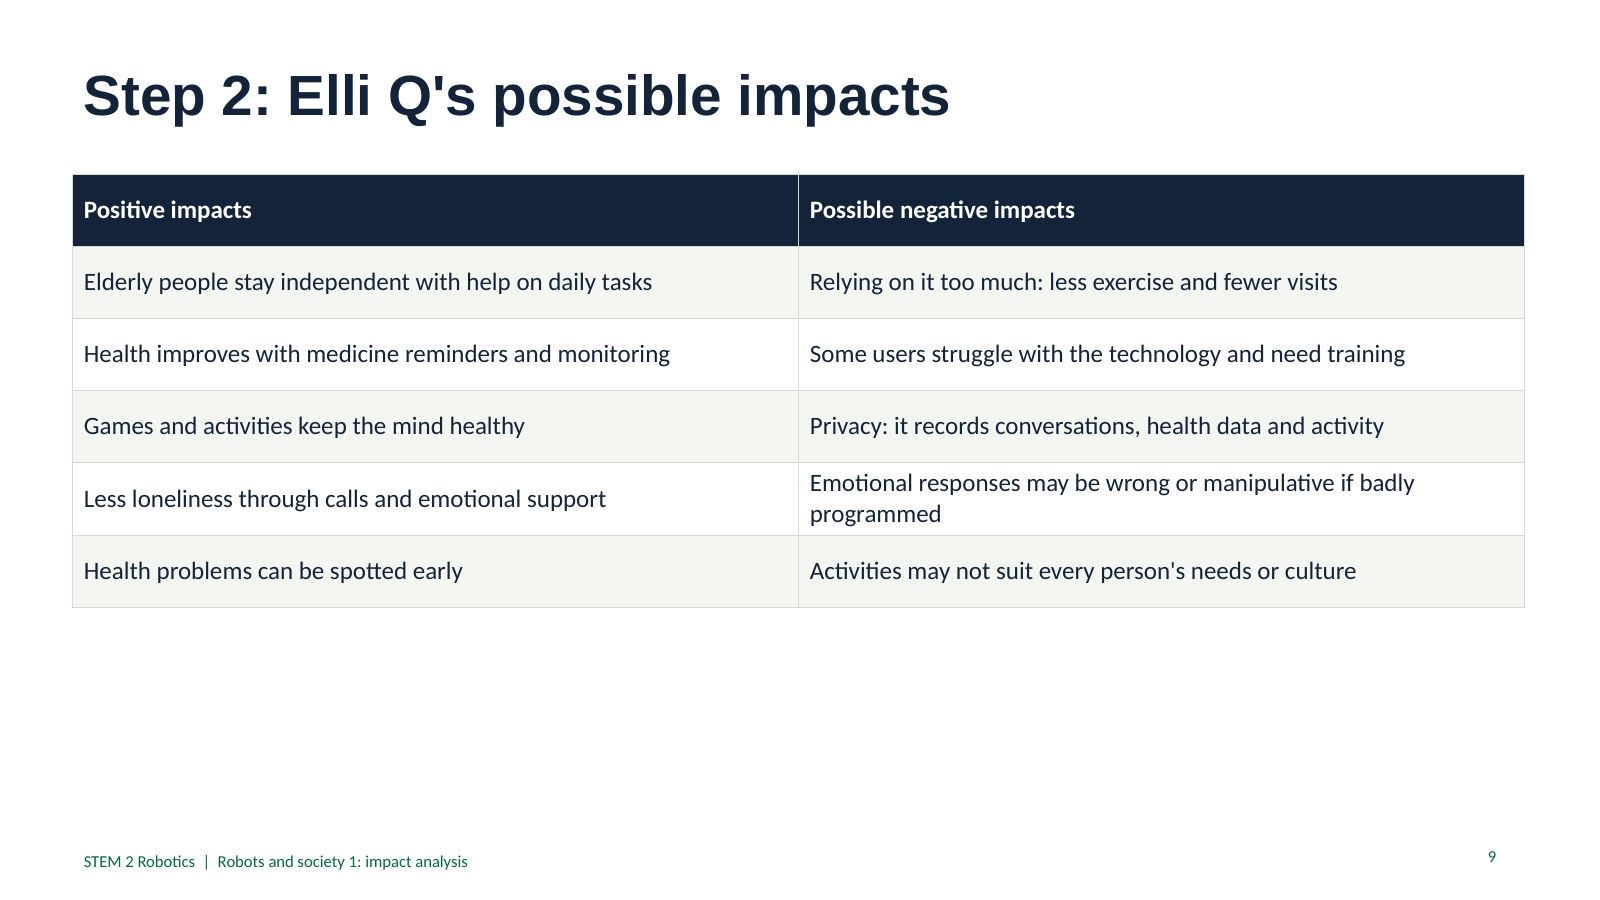 Step 2: Elli Q's possible impacts
Positive impacts
Possible negative impacts
Elderly people stay independent with help on daily tasks
Relying on it too much: less exercise and fewer visits
Health improves with medicine reminders and monitoring
Some users struggle with the technology and need training
Games and activities keep the mind healthy
Privacy: it records conversations, health data and activity
Less loneliness through calls and emotional support
Emotional responses may be wrong or manipulative if badly
programmed
Health problems can be spotted early
Activities may not suit every person's needs or culture
STEM 2 Robotics | Robots and society 1: impact analysis
9